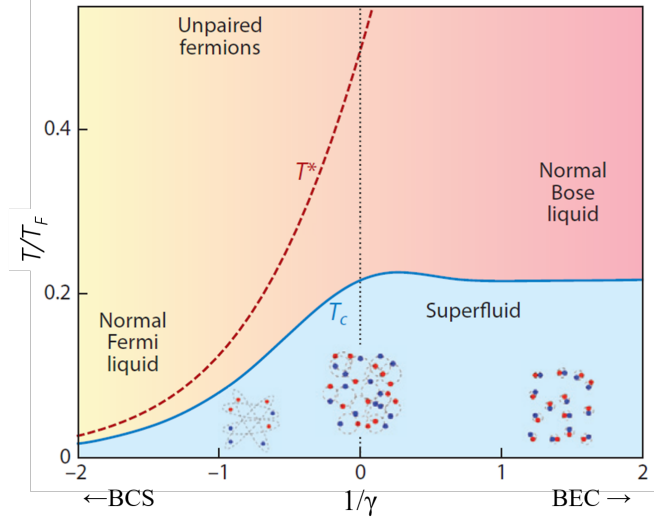 Unpaired
fermions
0.4
T*
Normal
Bose
liquid
T/T_F
0.2
T_c
Superfluid
Normal
Fermi
liquid
0
−2
−1
0
1
2
←BCS
1/γ
BEC→